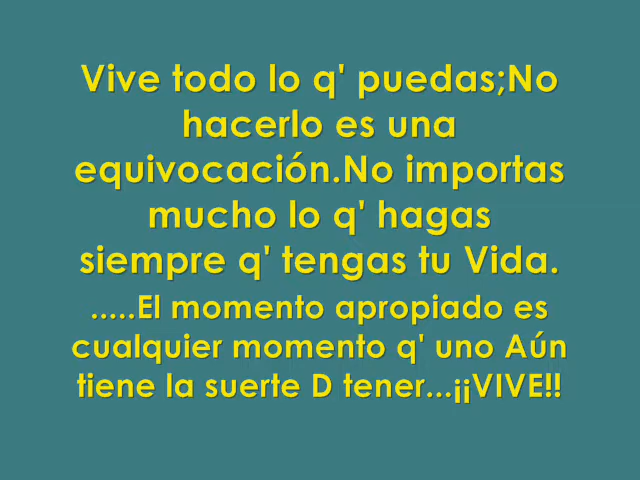 Vive todo lo q' puedas;No
hacerlo es una
equivocación.No importas
mucho lo q' hagas
siempre q' tengas tu Vida.
.....El momento apropiado es
cualquier momento q' uno Aún
tiene la suerte D tener...¡¡VIVE!!